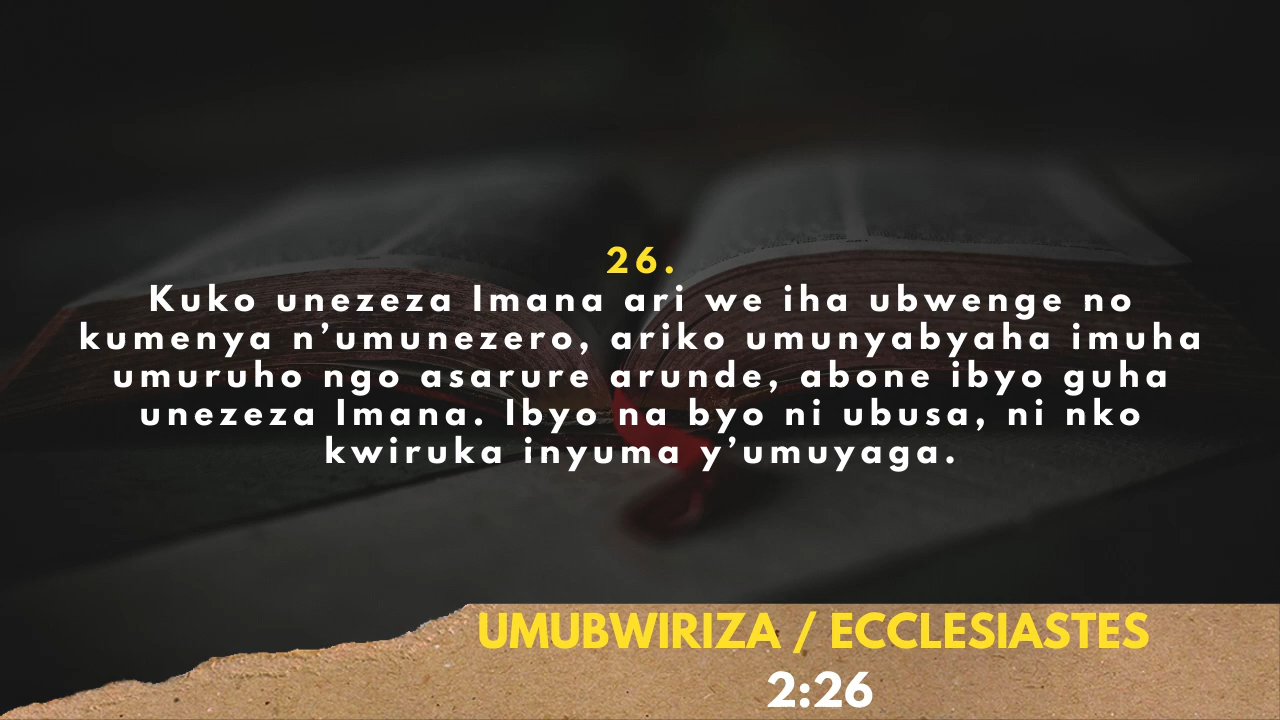 26.
Kuko unezeza Imana ari we iha ubwenge no
kumenya n’umunezero, ariko umunyabyaha imuha
umuruho ngo asarure arunde, abone ibyo guha
unezeza Imana. Ibyo na byo ni ubusa, ni nko
kwiruka inyuma y’umuyaga.
UMUBWIRIZA / ECCLESIASTES
2:26